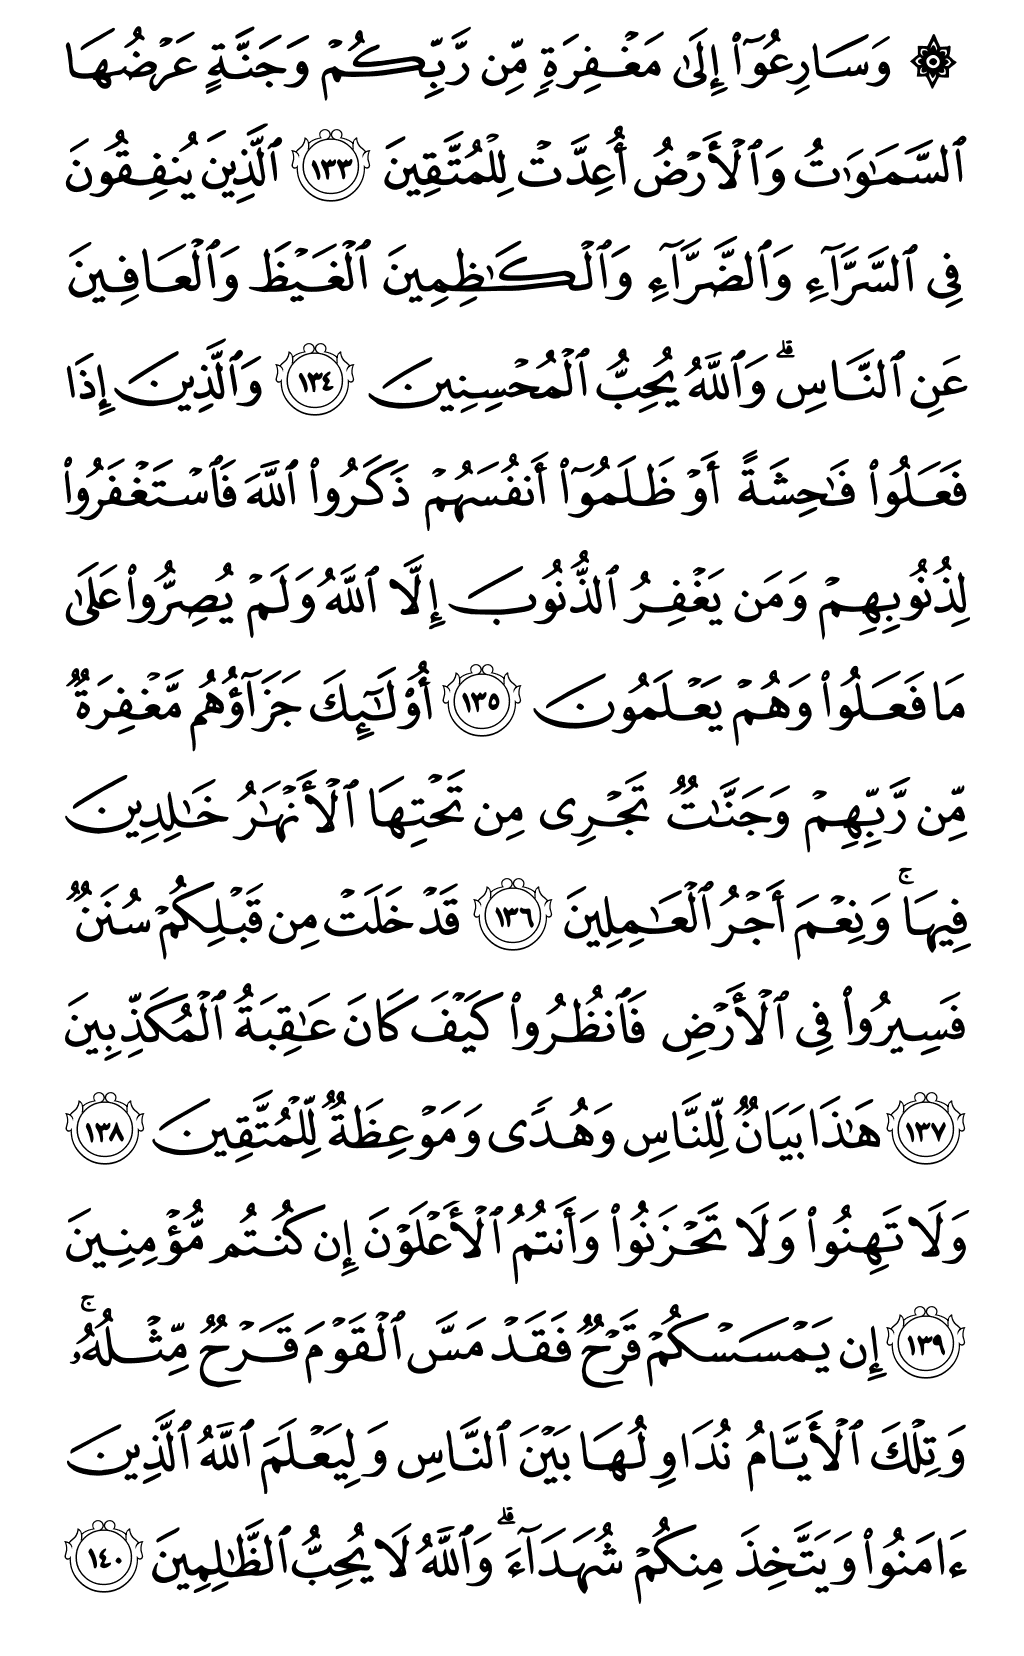 ۞ وَسَارِعُوٓا۟ إِلَىٰ مَغْفِرَةٍ مِّن رَّبِّكُمْ وَجَنَّةٍ عَرْضُهَا
ٱلسَّمَـٰوَٰتُ وَٱلْأَرْضُ أُعِدَّتْ لِلْمُتَّقِينَ ١٣٣ ٱلَّذِينَ يُنفِقُونَ
فِى ٱلسَّرَّآءِ وَٱلضَّرَّآءِ وَٱلْكَـٰظِمِينَ ٱلْغَيْظَ وَٱلْعَافِينَ
عَنِ ٱلنَّاسِ ۗ وَٱللَّهُ يُحِبُّ ٱلْمُحْسِنِينَ ١٣٤ وَٱلَّذِينَ إِذَا
فَعَلُوا۟ فَـٰحِشَةً أَوْ ظَلَمُوٓا۟ أَنفُسَهُمْ ذَكَرُوا۟ ٱللَّهَ فَٱسْتَغْفَرُوا۟
لِذُنُوبِهِمْ وَمَن يَغْفِرُ ٱلذُّنُوبَ إِلَّا ٱللَّهُ وَلَمْ يُصِرُّوا۟ عَلَىٰ
مَا فَعَلُوا۟ وَهُمْ يَعْلَمُونَ ١٣٥ أُو۟لَـٰٓئِكَ جَزَآؤُهُم مَّغْفِرَةٌ
مِّن رَّبِّهِمْ وَجَنَّـٰتٌ تَجْرِى مِن تَحْتِهَا ٱلْأَنْهَـٰرُ خَـٰلِدِينَ
فِيهَا ۚ وَنِعْمَ أَجْرُ ٱلْعَـٰمِلِينَ ١٣٦ قَدْ خَلَتْ مِن قَبْلِكُمْ سُنَنٌ
فَسِيرُوا۟ فِى ٱلْأَرْضِ فَٱنظُرُوا۟ كَيْفَ كَانَ عَـٰقِبَةُ ٱلْمُكَذِّبِينَ
١٣٧ هَـٰذَا بَيَانٌ لِّلنَّاسِ وَهُدًى وَمَوْعِظَةٌ لِّلْمُتَّقِينَ ١٣٨
وَلَا تَهِنُوا۟ وَلَا تَحْزَنُوا۟ وَأَنتُمُ ٱلْأَعْلَوْنَ إِن كُنتُم مُّؤْمِنِينَ
١٣٩ إِن يَمْسَسْكُمْ قَرْحٌ فَقَدْ مَسَّ ٱلْقَوْمَ قَرْحٌ مِّثْلُهُۥ ۚ
وَتِلْكَ ٱلْأَيَّامُ نُدَاوِلُهَا بَيْنَ ٱلنَّاسِ وَلِيَعْلَمَ ٱللَّهُ ٱلَّذِينَ
ءَامَنُوا۟ وَيَتَّخِذَ مِنكُمْ شُهَدَآءَ ۗ وَٱللَّهُ لَا يُحِبُّ ٱلظَّـٰلِمِينَ ١٤٠